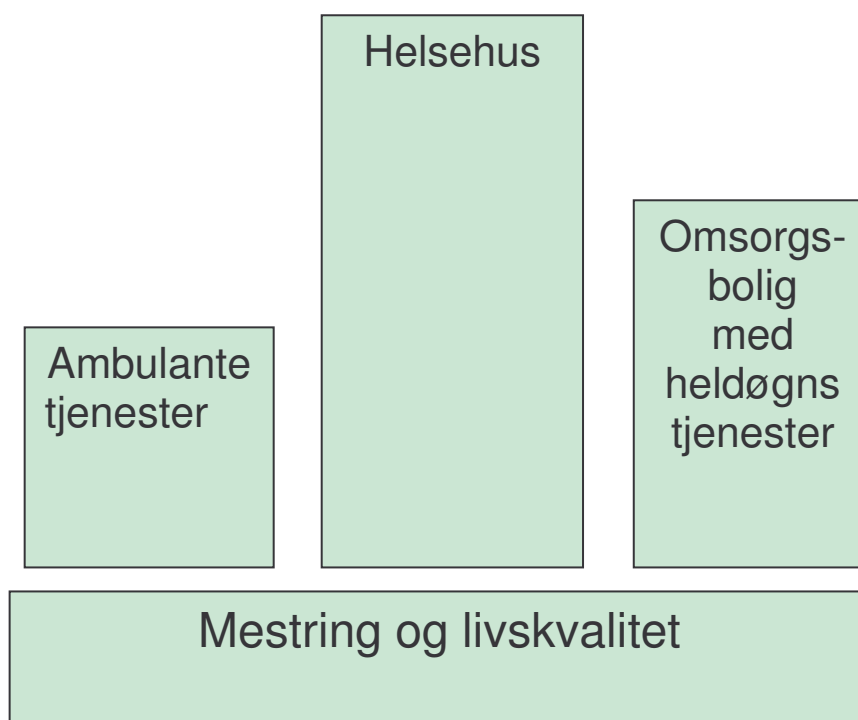 Helsehus
Ambulante
tjenester
Omsorgs-
bolig
med
heldøgns
tjenester
Mestring og livskvalitet